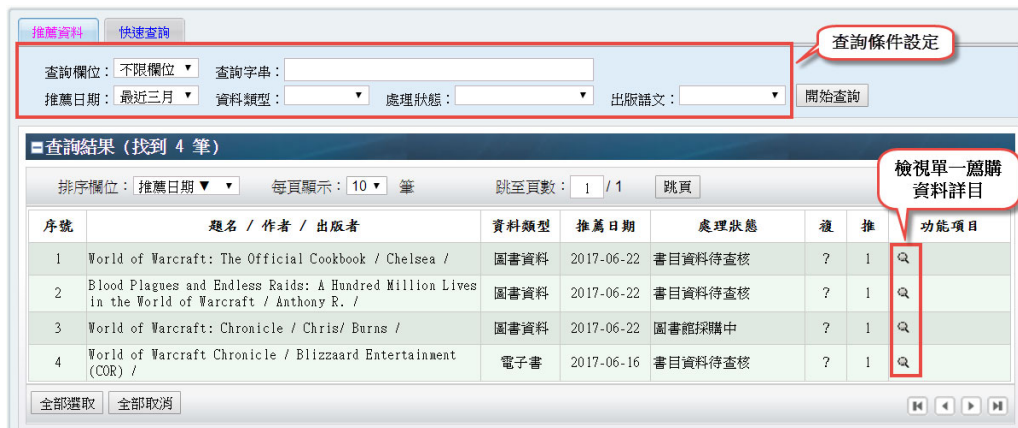 推薦資料 快速查詢
查詢條件設定
查詢欄位： 不限欄位 ▼ 查詢字串：
推薦日期： 最近三月 ▼ 資料類型： ▼ 處理狀態： ▼ 出版語文： ▼ 開始查詢
查詢結果 (找到 4 筆)
檢視單一薦購
資料詳目
排序欄位： 推薦日期▼ ▼ 每頁顯示： 10 ▼ 筆 跳至頁數： 1 / 1 跳頁
序號 題名 / 作者 / 出版者 資料類型 推薦日期 處理狀態 複 推 功能項目
1 World of Warcraft: The Official Cookbook / Chelsea / 圖書資料 2017-06-22 書目資料待查核 ? 1
2 Blood Plagues and Endless Raids: A Hundred Million Lives
in the World of Warcraft / Anthony R. / 圖書資料 2017-06-22 書目資料待查核 ? 1
3 World of Warcraft: Chronicle / Chris/ Burns / 圖書資料 2017-06-22 圖書館採購中 ? 1
4 World of Warcraft Chronicle / Blizzaard Entertainment
(COR) / 電子書 2017-06-16 書目資料待查核 ? 1
全部選取 全部取消